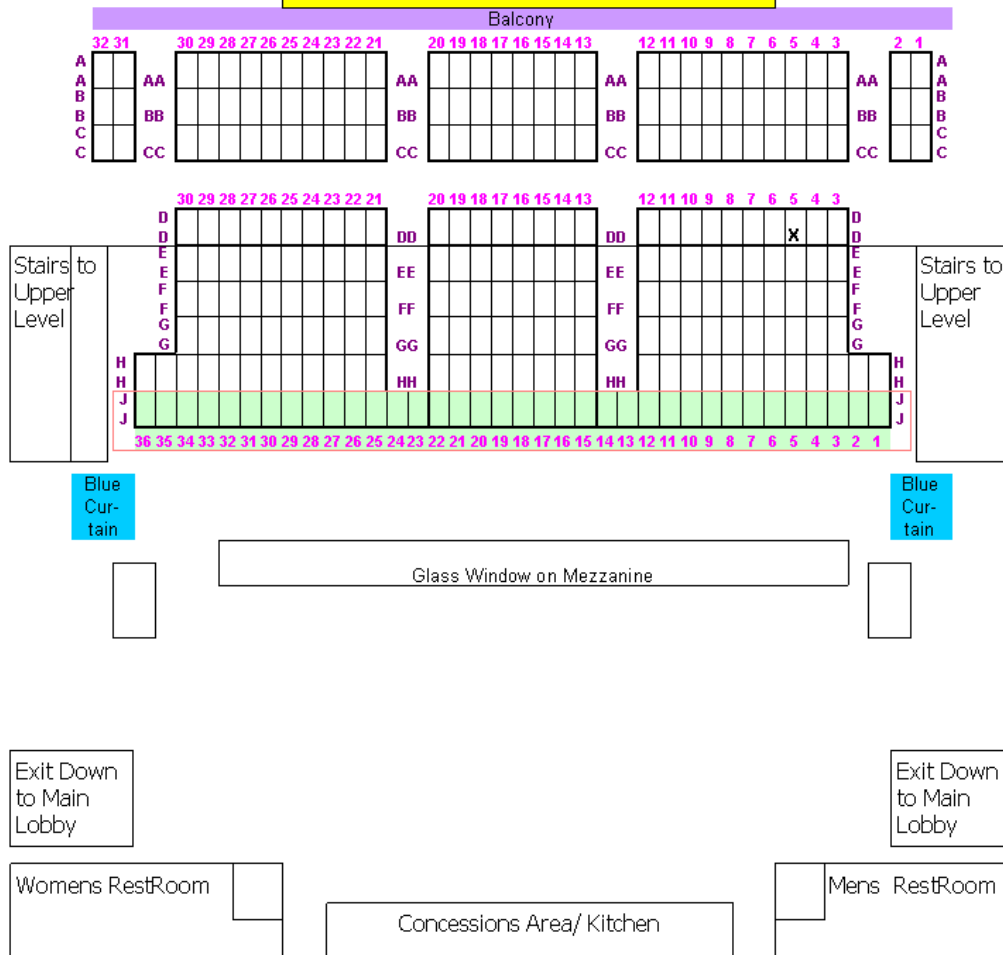 Balcony
32 31 30 29 28 27 26 25 24 23 22 21 20 19 18 17 16 15 14 13 12 11 10 9 8 7 6 5 4 3 2 1
A A
A AA AA AA AA A
B B
B BB BB BB BB B
C C
C CC CC CC CC C
30 29 28 27 26 25 24 23 22 21 20 19 18 17 16 15 14 13 12 11 10 9 8 7 6 5 4 3
D D
D DD DD X D
E E
E EE EE E
F F
F FF FF F
G G
G GG GG G
H H
H HH HH H
J J
J J
36 35 34 33 32 31 30 29 28 27 26 25 24 23 22 21 20 19 18 17 16 15 14 13 12 11 10 9 8 7 6 5 4 3 2 1
Stairs to
Upper
Level
Stairs to
Upper
Level
Blue
Cur-
tain
Blue
Cur-
tain
Glass Window on Mezzanine
Exit Down
to Main
Lobby
Exit Down
to Main
Lobby
Womens RestRoom
Mens RestRoom
Concessions Area/ Kitchen